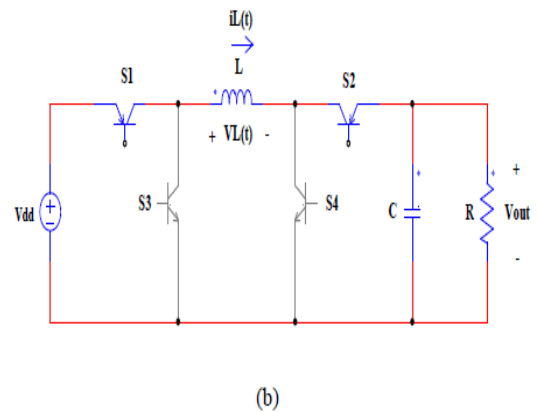 iL(t)
S1
L
S2
+ VL(t) -
Vdd
+
-
S3
S4
C
R
+
Vout
-
(b)